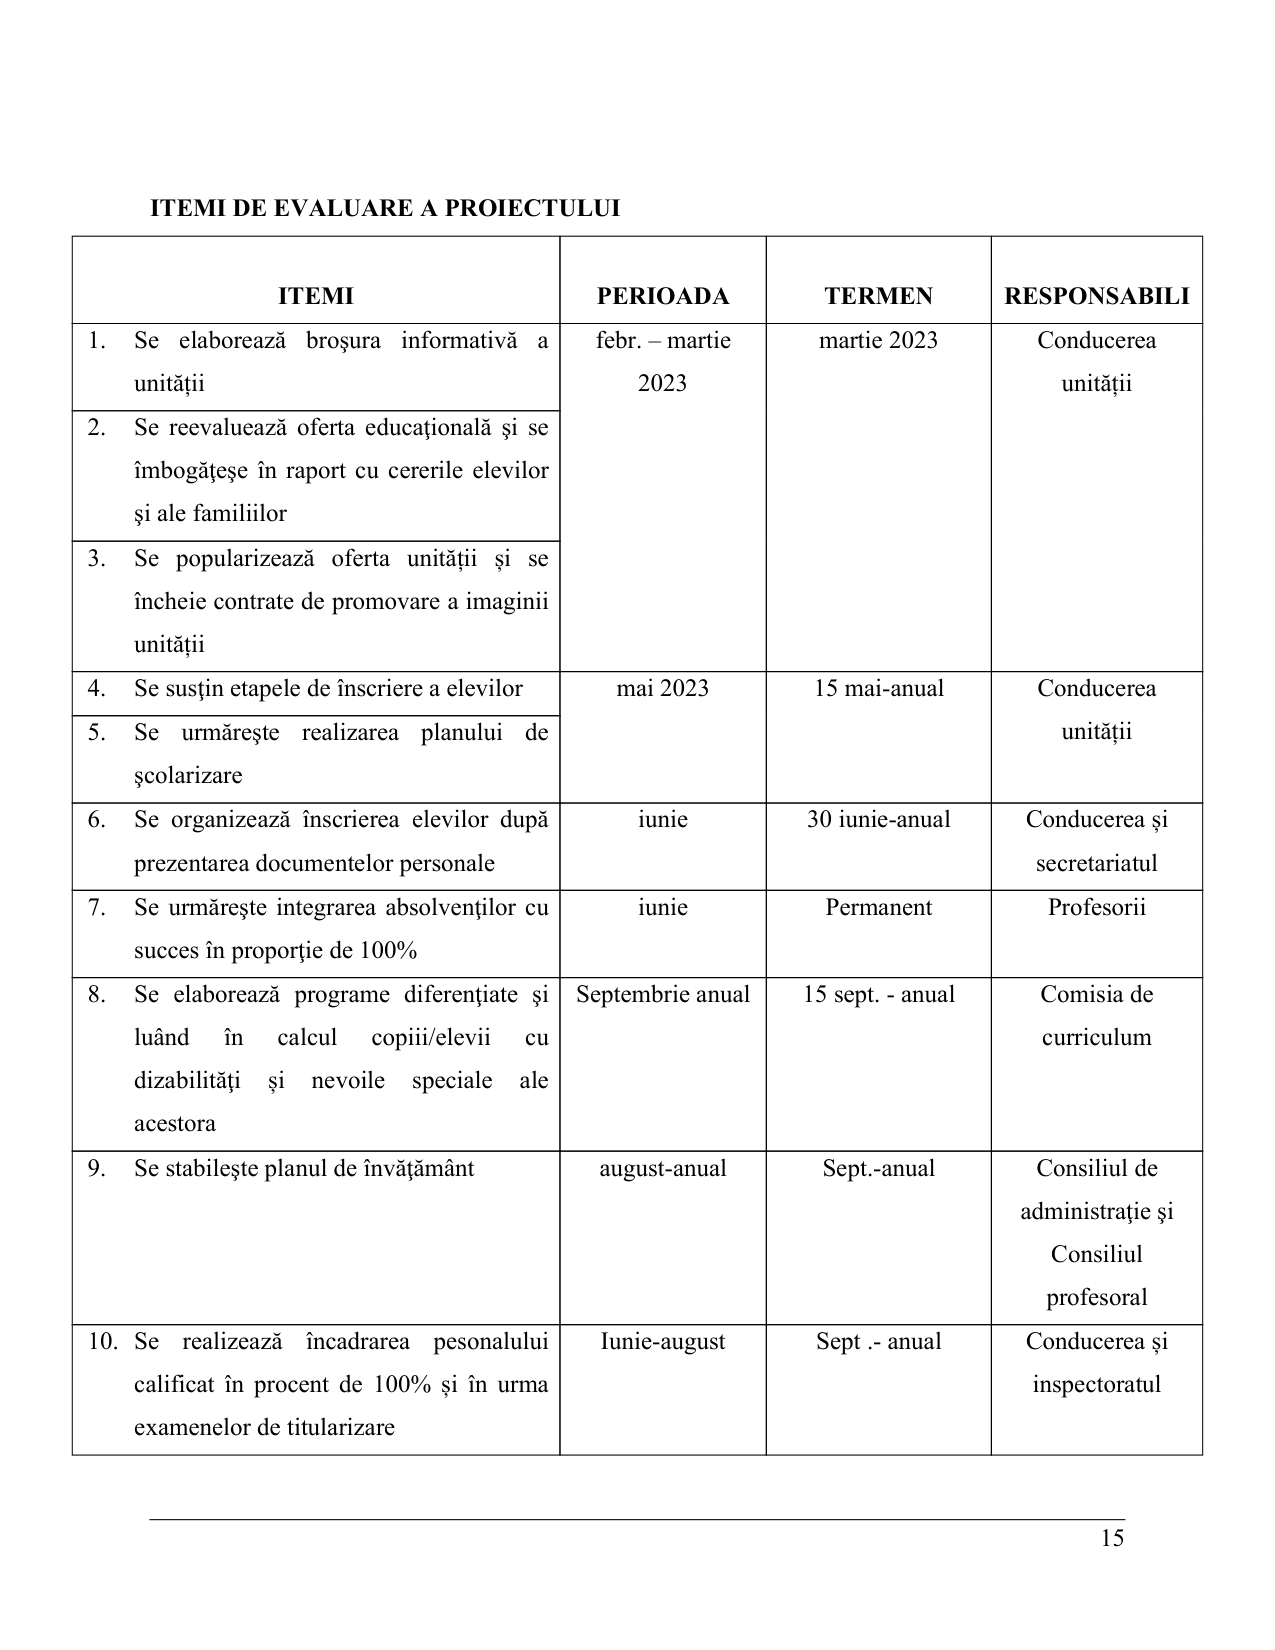 ITEMI DE EVALUARE A PROIECTULUI
ITEMI PERIOADA TERMEN RESPONSABILI
1. Se elaborează broşura informativă a febr. – martie martie 2023 Conducerea
unității 2023 unității
2. Se reevaluează oferta educaţională şi se
îmbogăţeşe în raport cu cererile elevilor
şi ale familiilor
3. Se popularizează oferta unității și se
încheie contrate de promovare a imaginii
unității
4. Se susţin etapele de înscriere a elevilor mai 2023 15 mai-anual Conducerea
unității
5. Se urmăreşte realizarea planului de
şcolarizare
6. Se organizează înscrierea elevilor după iunie 30 iunie-anual Conducerea și
prezentarea documentelor personale secretariatul
7. Se urmăreşte integrarea absolvenţilor cu iunie Permanent Profesorii
succes în proporţie de 100%
8. Se elaborează programe diferenţiate şi Septembrie anual 15 sept. - anual Comisia de
luând în calcul copiii/elevii cu curriculum
dizabilităţi și nevoile speciale ale
acestora
9. Se stabileşte planul de învăţământ august-anual Sept.-anual Consiliul de
administraţie şi
Consiliul
profesoral
10. Se realizează încadrarea pesonalului Iunie-august Sept .- anual Conducerea și
calificat în procent de 100% și în urma inspectoratul
examenelor de titularizare
15